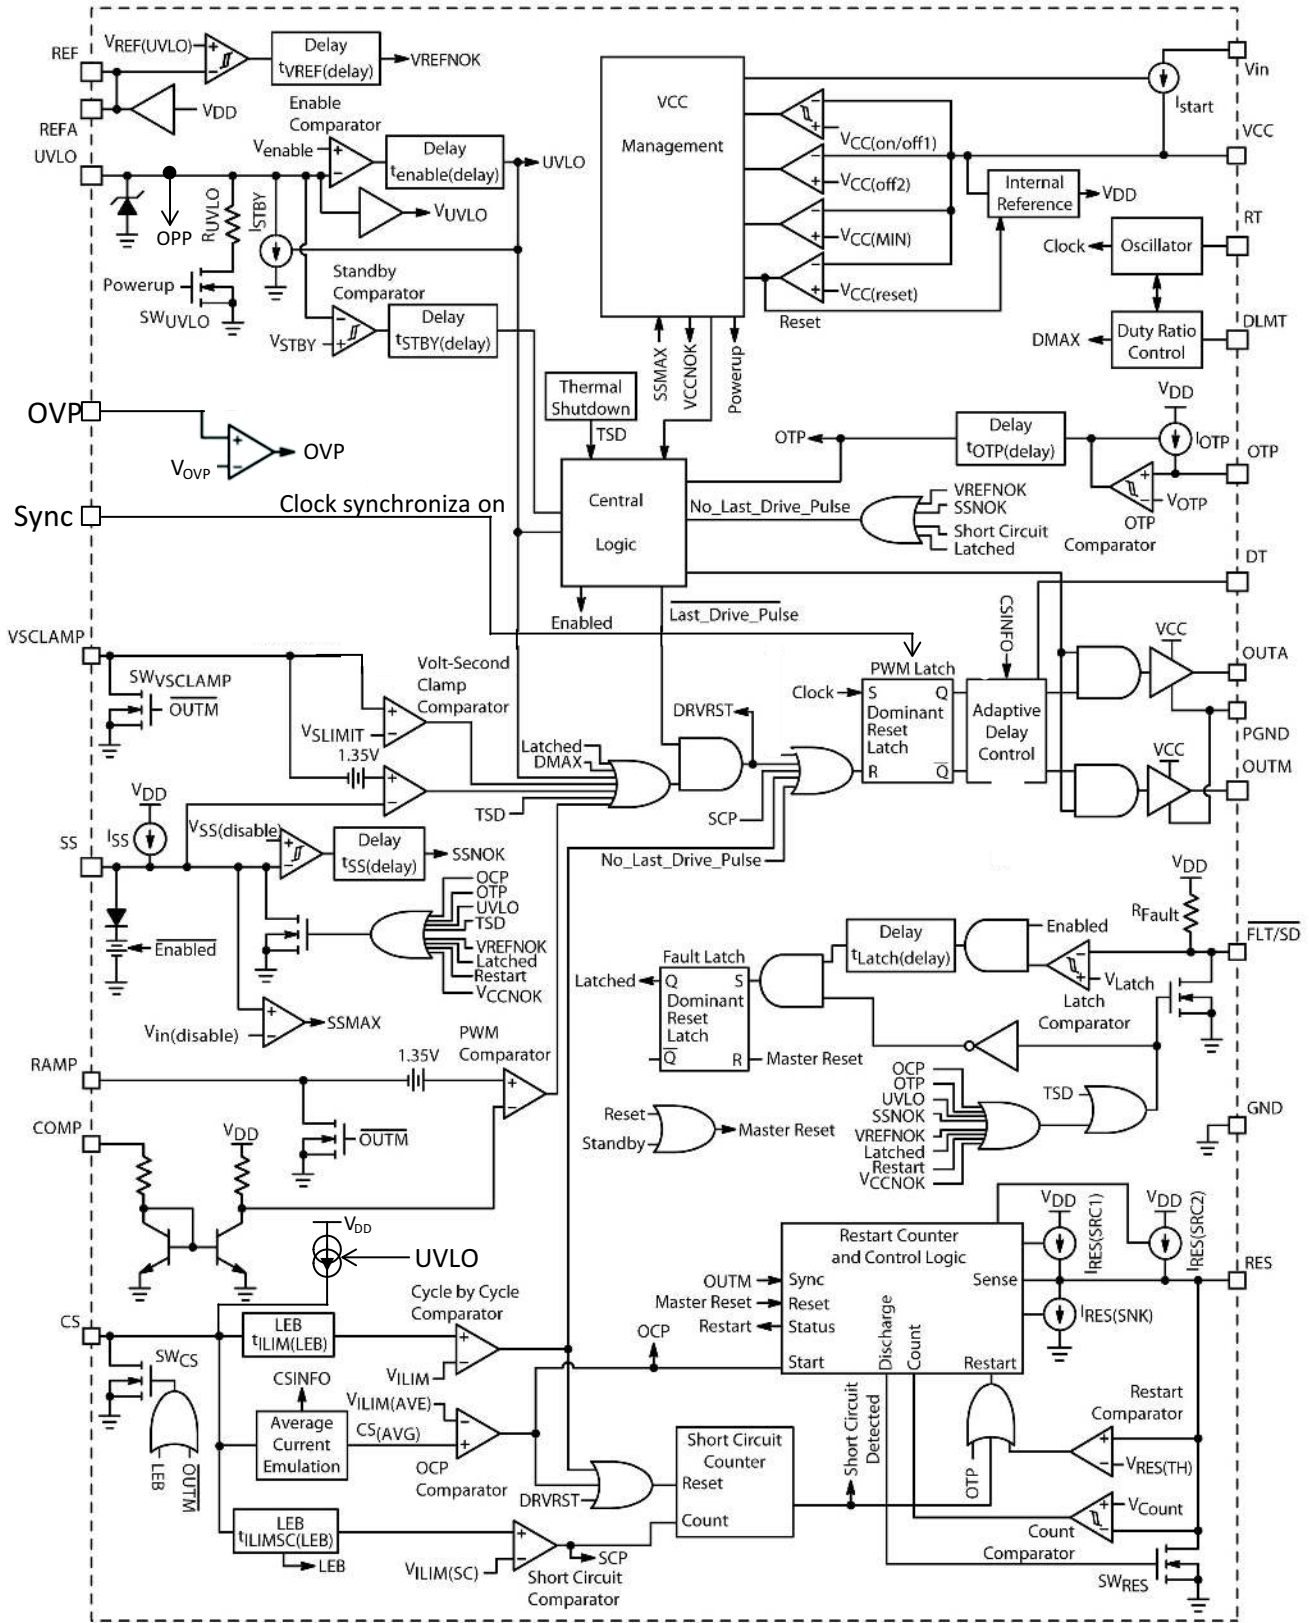 REF
VREF(UVLO)
Delay
tVREF(delay)
VREFNOK
REFA
VDD
Enable
Comparator
UVLO
Venable
Delay
tenable(delay)
UVLO
VUVLO
OPP
RUVLO
ISTBY
Powerup
SWUVLO
Standby
Comparator
VSTBY
Delay
tSTBY(delay)
VCC
Management
VCC(on/off1)
VCC(off2)
VCC(MIN)
VCC(reset)
Reset
Vin
Istart
VCC
Internal
Reference
VDD
RT
Clock
Oscillator
DLMT
DMAX
Duty Ratio
Control
SSMAX
VCCNOK
Powerup
Thermal
Shutdown
TSD
OVP
VOVP
OVP
Sync
Clock synchroniza on
Central
Logic
Enabled
Last_Drive_Pulse
No_Last_Drive_Pulse
OTP
Delay
tOTP(delay)
VDD
IOTP
OTP
VOTP
OTP
Comparator
VREFNOK
SSNOK
Short Circuit
Latched
DT
VSCLAMP
SWVSCLAMP
OUTM
VSLIMIT
1.35V
Volt-Second
Clamp
Comparator
Latched
DMAX
TSD
DRVRST
SCP
No_Last_Drive_Pulse
Clock
PWM Latch
S
Q
Dominant
Reset
Latch
R
Q
CSINFO
Adaptive
Delay
Control
VCC
OUTA
PGND
VCC
OUTM
VDD
ISS
SS
VSS(disable)
Delay
tSS(delay)
SSNOK
OCP
OTP
UVLO
TSD
VREFNOK
Latched
Restart
VCCNOK
Enabled
Vin(disable)
SSMAX
VDD
RFault
FLT/SD
Enabled
VLatch
Latch
Comparator
Delay
tLatch(delay)
Fault Latch
Latched
Q
S
Dominant
Reset
Latch
Q
R
Master Reset
Reset
Standby
Master Reset
OCP
OTP
UVLO
SSNOK
VREFNOK
Latched
Restart
VCCNOK
TSD
GND
RAMP
1.35V
PWM
Comparator
OUTM
COMP
VDD
VDD
UVLO
CS
LEB
tILIM(LEB)
Cycle by Cycle
Comparator
VILIM
SWCS
LEB
OUTM
CSINFO
Average
Current
Emulation
VILIM(AVE)
CS(AVG)
OCP
Comparator
OCP
DRVRST
LEB
tILIMSC(LEB)
LEB
VILIM(SC)
SCP
Short Circuit
Comparator
Short Circuit
Counter
Reset
Count
Short Circuit
Detected
Restart Counter
and Control Logic
OUTM
Sync
Master Reset
Reset
Restart
Status
Start
Sense
Discharge
Count
Restart
VDD
IRES(SRC1)
VDD
IRES(SRC2)
RES
IRES(SNK)
Restart
Comparator
VRES(TH)
OTP
VCount
Count
Comparator
SWRES